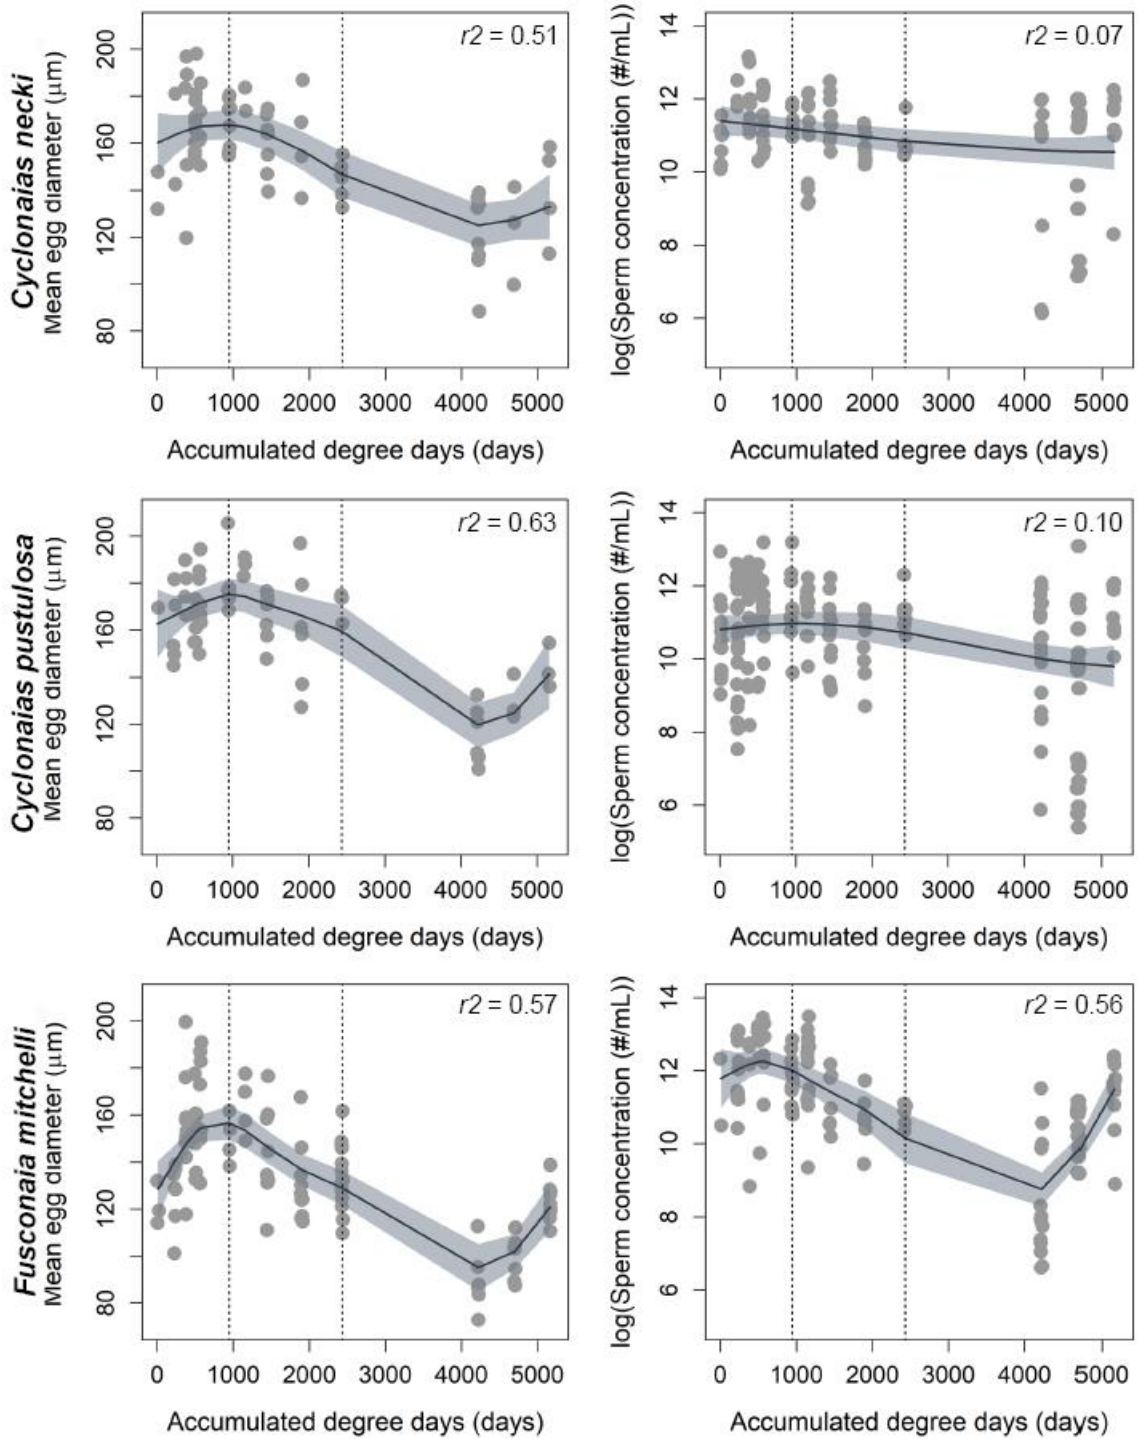 Cyclonaias necki
Mean egg diameter (μm)
80 120 160 200
r2 = 0.51
0 1000 2000 3000 4000 5000
Accumulated degree days (days)
log(Sperm concentration (#/mL))
6 8 10 12 14
r2 = 0.07
0 1000 2000 3000 4000 5000
Accumulated degree days (days)
Cyclonaias pustulosa
Mean egg diameter (μm)
80 120 160 200
r2 = 0.63
0 1000 2000 3000 4000 5000
Accumulated degree days (days)
log(Sperm concentration (#/mL))
6 8 10 12 14
r2 = 0.10
0 1000 2000 3000 4000 5000
Accumulated degree days (days)
Fusconaia mitchelli
Mean egg diameter (μm)
80 120 160 200
r2 = 0.57
0 1000 2000 3000 4000 5000
Accumulated degree days (days)
log(Sperm concentration (#/mL))
6 8 10 12 14
r2 = 0.56
0 1000 2000 3000 4000 5000
Accumulated degree days (days)